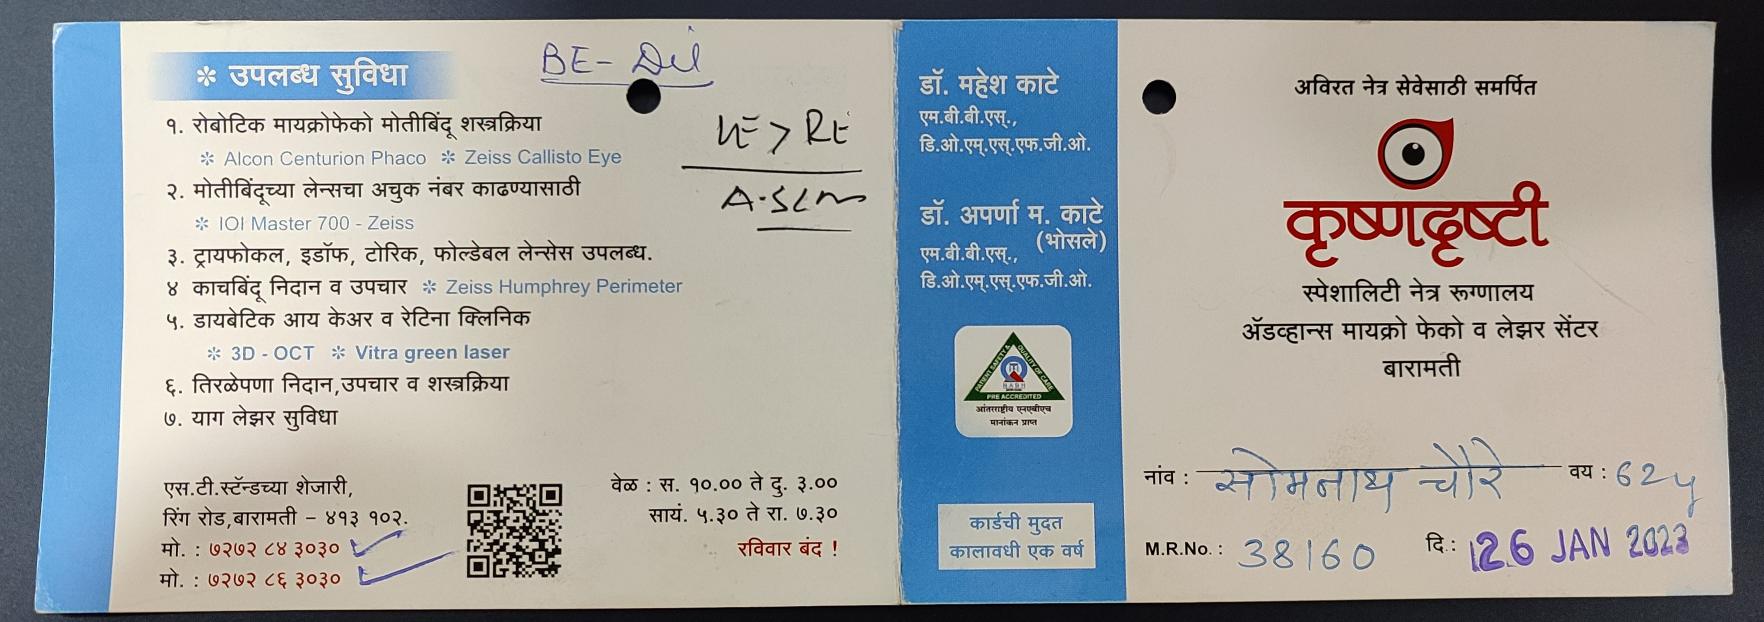 BE - Dil
* उपलब्ध सुविधा
१. रोबोटिक मायक्रोफेको मोतीबिंदू शस्त्रक्रिया
* Alcon Centurion Phaco * Zeiss Callisto Eye
LE > RE
२. मोतीबिंदूच्या लेन्सचा अचुक नंबर काढण्यासाठी
* IOI Master 700 - Zeiss
३. ट्रायफोकल, इडॉफ, टोरिक, फोल्डेबल लेन्सेस उपलब्ध.
४ काचबिंदू निदान व उपचार * Zeiss Humphrey Perimeter
५. डायबेटिक आय केअर व रेटिना क्लिनिक
* 3D - OCT * Vitra green laser
६. तिरळेपणा निदान,उपचार व शस्त्रक्रिया
७. याग लेझर सुविधा
एस.टी.स्टॅन्डच्या शेजारी,
रिंग रोड,बारामती – ४१३ १०२.
मो. : ७२७२ ८४ ३०३०
मो. : ७२७२ ८६ ३०३०
वेळ : स. १०.०० ते दु. ३.००
सायं. ५.३० ते रा. ७.३०
रविवार बंद !
डॉ. महेश काटे
एम.बी.बी.एस्.,
डि.ओ.एम्.एस्.एफ.जी.ओ.
डॉ. अपर्णा म. काटे
(भोसले)
एम.बी.बी.एस्.,
डि.ओ.एम्.एस्.एफ.जी.ओ.
PATIENT SAFETY & QUALITY OF CARE
NABH
PRE ACCREDITED
आंतरराष्ट्रीय एनएबीएच
मानांकन प्राप्त
कार्डची मुदत
कालावधी एक वर्ष
अविरत नेत्र सेवेसाठी समर्पित
कृष्णदृष्टी
स्पेशालिटी नेत्र रूग्णालय
ॲडव्हान्स मायक्रो फेको व लेझर सेंटर
बारामती
नांव : सोमनाथ चौरे वय : 62y
M.R.No. : 38160 दि : 26 JAN 2023